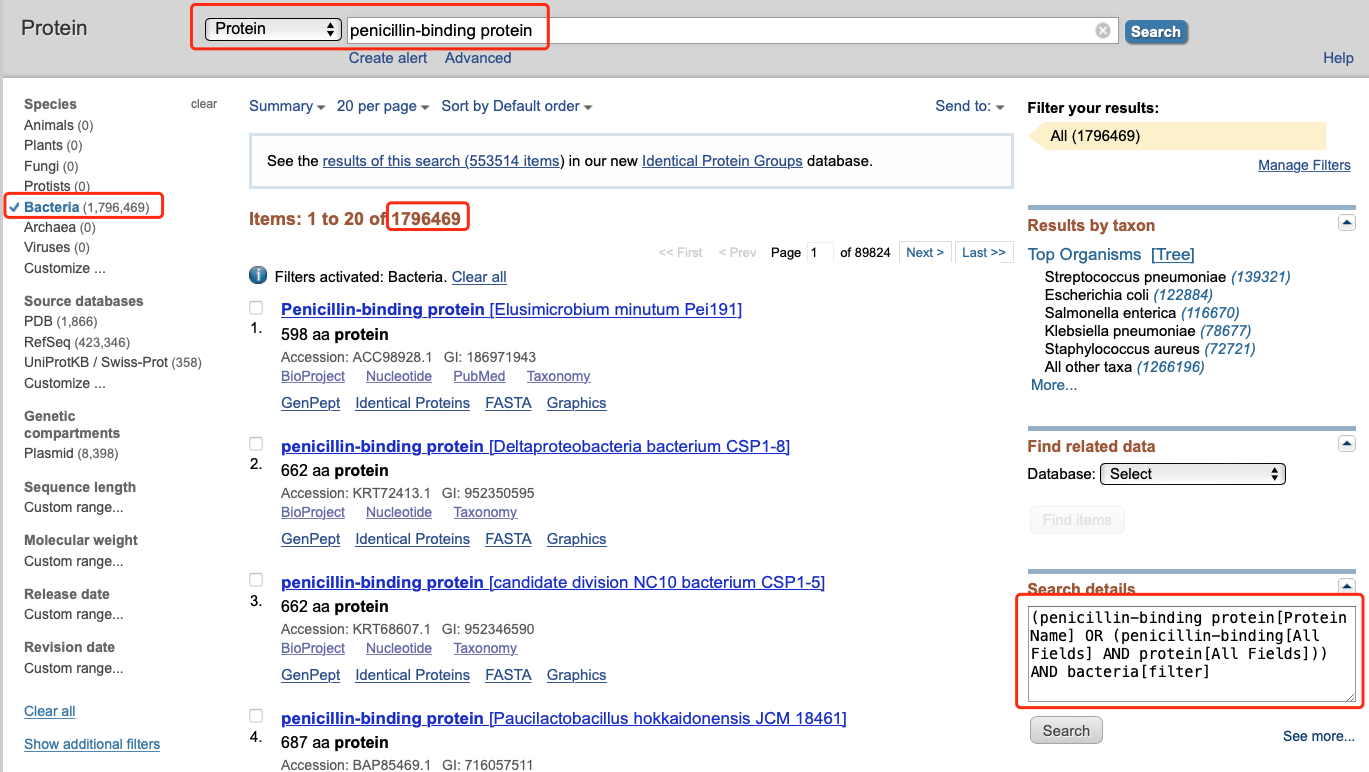 Protein
Protein
penicillin-binding protein
Search
Create alert Advanced
Help
Species clear
Animals (0)
Plants (0)
Fungi (0)
Protists (0)
Bacteria (1,796,469)
Archaea (0)
Viruses (0)
Customize ...
Source databases
PDB (1,866)
RefSeq (423,346)
UniProtKB / Swiss-Prot (358)
Customize ...
Genetic
compartments
Plasmid (8,398)
Sequence length
Custom range...
Molecular weight
Custom range...
Release date
Custom range...
Revision date
Custom range...
Clear all
Show additional filters
Summary 20 per page Sort by Default order Send to:
See the results of this search (553514 items) in our new Identical Protein Groups database.
Items: 1 to 20 of 1796469
<< First < Prev Page 1 of 89824 Next > Last >>
Filters activated: Bacteria. Clear all
Penicillin-binding protein [Elusimicrobium minutum Pei191]
1. 598 aa protein
Accession: ACC98928.1 GI: 186971943
BioProject Nucleotide PubMed Taxonomy
GenPept Identical Proteins FASTA Graphics
penicillin-binding protein [Deltaproteobacteria bacterium CSP1-8]
2. 662 aa protein
Accession: KRT72413.1 GI: 952350595
BioProject Nucleotide Taxonomy
GenPept Identical Proteins FASTA Graphics
penicillin-binding protein [candidate division NC10 bacterium CSP1-5]
3. 662 aa protein
Accession: KRT68607.1 GI: 952346590
BioProject Nucleotide Taxonomy
GenPept Identical Proteins FASTA Graphics
penicillin-binding protein [Paucilactobacillus hokkaidonensis JCM 18461]
4. 687 aa protein
Accession: BAP85469.1 GI: 716057511
Filter your results:
All (1796469)
Manage Filters
Results by taxon
Top Organisms [Tree]
Streptococcus pneumoniae (139321)
Escherichia coli (122884)
Salmonella enterica (116670)
Klebsiella pneumoniae (78677)
Staphylococcus aureus (72721)
All other taxa (1266196)
More...
Find related data
Database: Select
Find items
Search details
(penicillin-binding protein[Protein
Name] OR (penicillin-binding[All
Fields] AND protein[All Fields]))
AND bacteria[filter]
Search
See more...